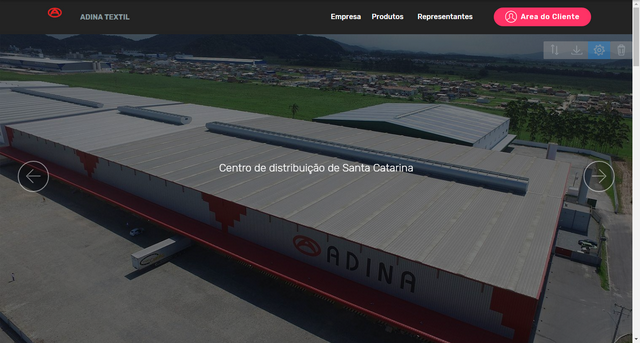 ADINA TEXTIL
Empresa
Produtos
Representantes
Area do Cliente
Centro de distribuição de Santa Catarina
ADINA